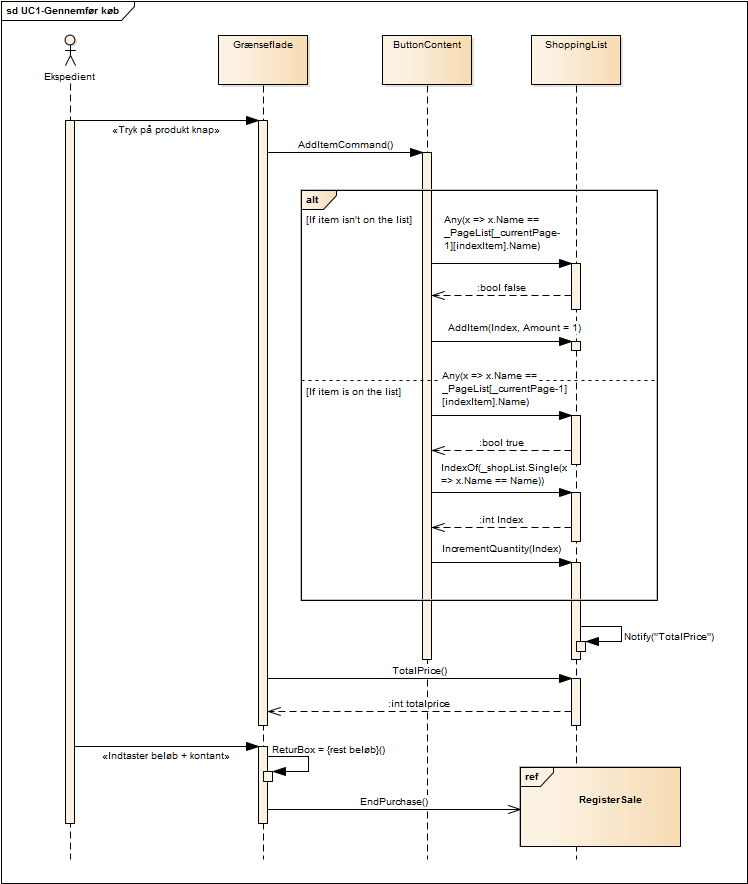 sd UC1-Gennemfør køb
Grænseflade
ButtonContent
ShoppingList
Ekspedient
«Tryk på produkt knap»
AddItemCommand()
alt
[If item isn't on the list]
Any(x => x.Name ==
_PageList[_currentPage-
1][indexItem].Name)
:bool false
AddItem(Index, Amount = 1)
[If item is on the list]
Any(x => x.Name ==
_PageList[_currentPage-1]
[indexItem].Name)
:bool true
IndexOf(_shopList.Single(x
=> x.Name == Name))
:int Index
IncrementQuantity(Index)
Notify("TotalPrice")
TotalPrice()
:int totalprice
«Indtaster beløb + kontant»
ReturBox = {rest beløb}()
EndPurchase()
ref
RegisterSale